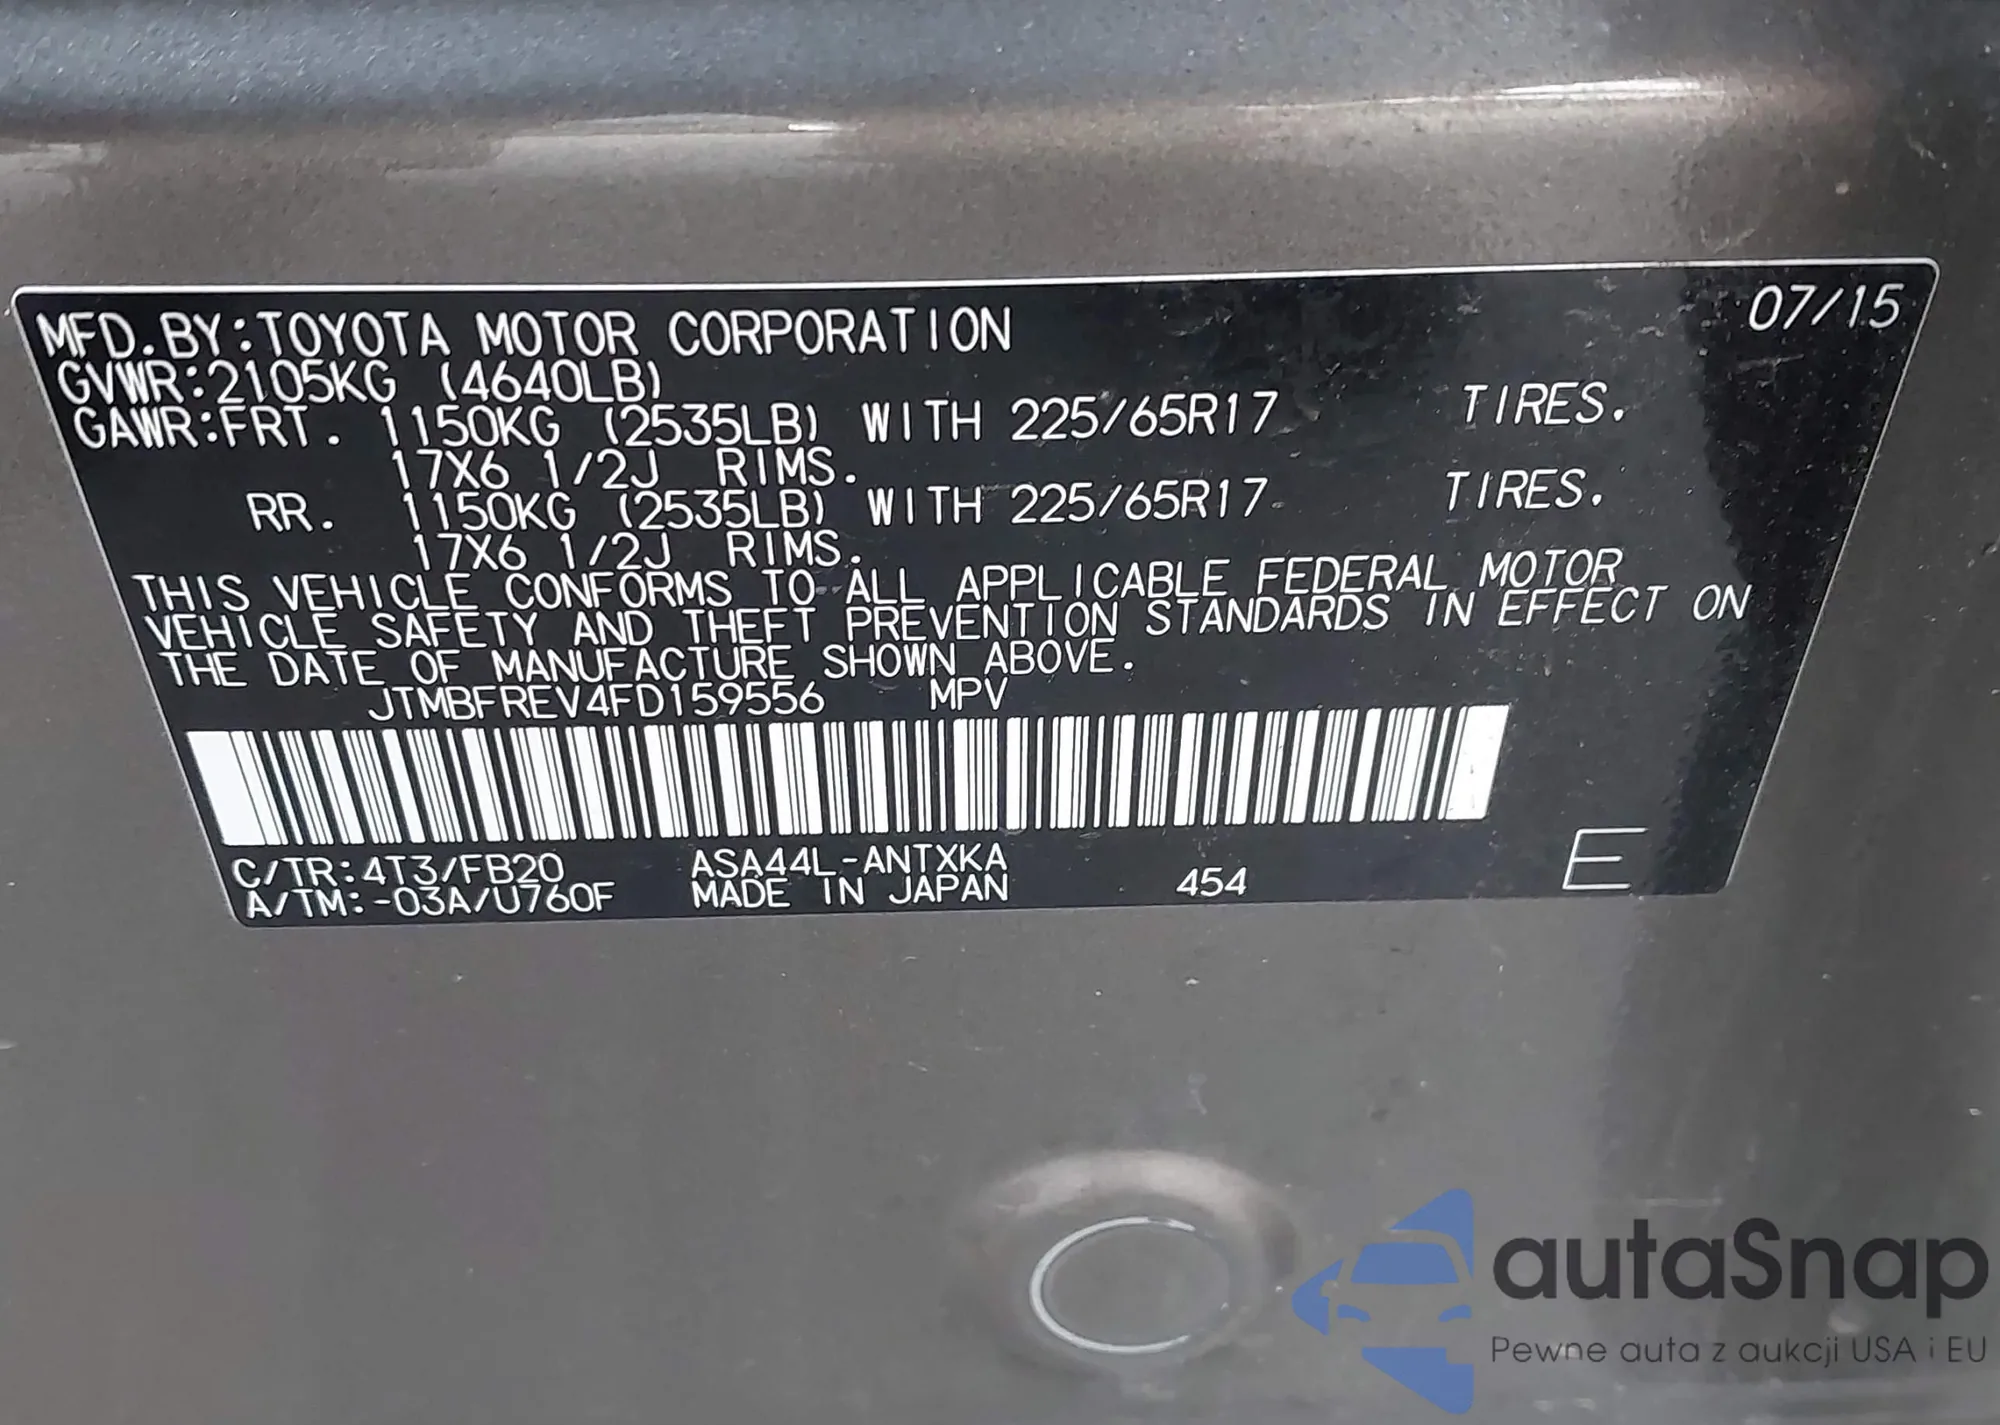 07/15
MFD.BY:TOYOTA MOTOR CORPORATION
GVWR:2105KG (4640LB)
GAWR:FRT. 1150KG (2535LB) WITH 225/65R17 TIRES.
17X6 1/2J RIMS.
RR. 1150KG (2535LB) WITH 225/65R17 TIRES.
17X6 1/2J RIMS.
THIS VEHICLE CONFORMS TO ALL APPLICABLE FEDERAL MOTOR
VEHICLE SAFETY AND THEFT PREVENTION STANDARDS IN EFFECT ON
THE DATE OF MANUFACTURE SHOWN ABOVE.
JTMBFREV4FD159556 MPV
C/TR:4T3/FB20 ASA44L-ANTXKA
A/TM:-03A/U760F MADE IN JAPAN 454 E
autaSnap
Pewne auta z aukcji USA i EU